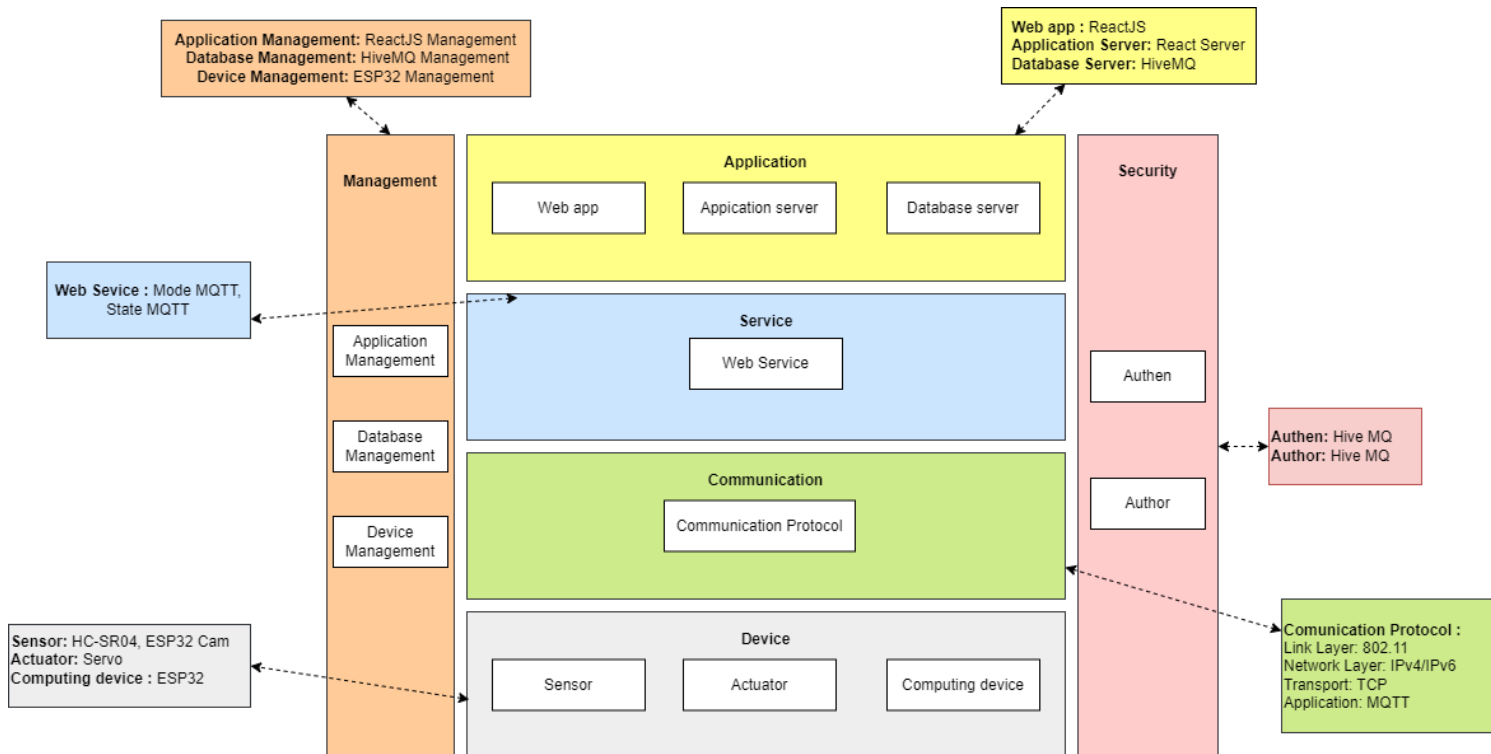 Application Management: ReactJS Management
Database Management: HiveMQ Management
Device Management: ESP32 Management
Web app : ReactJS
Application Server: React Server
Database Server: HiveMQ
Management
Application
Web app
Appication server
Database server
Security
Web Sevice : Mode MQTT,
State MQTT
Service
Web Service
Application
Management
Database
Management
Device
Management
Authen
Author
Authen: Hive MQ
Author: Hive MQ
Communication
Communication Protocol
Sensor: HC-SR04, ESP32 Cam
Actuator: Servo
Computing device : ESP32
Device
Sensor
Actuator
Computing device
Comunication Protocol :
Link Layer: 802.11
Network Layer: IPv4/IPv6
Transport: TCP
Application: MQTT